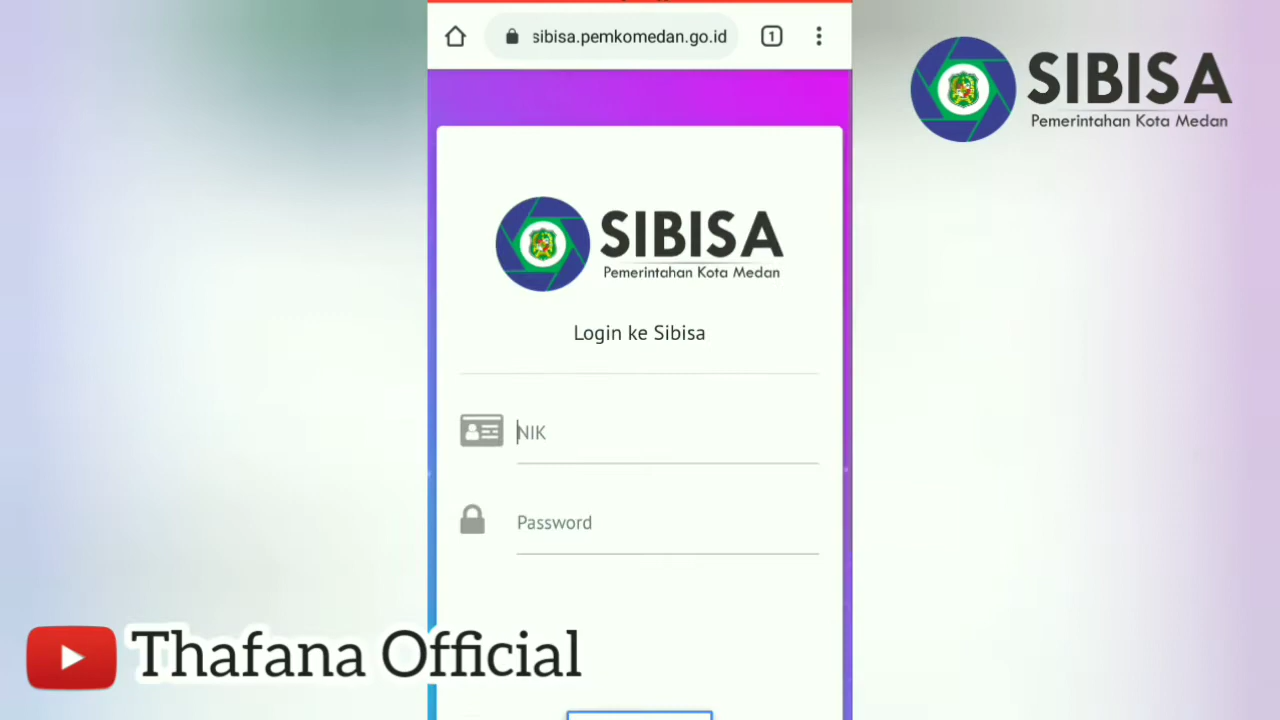 sibisa.pemkomedan.go.id
1
SIBISA
Pemerintahan Kota Medan
SIBISA
Pemerintahan Kota Medan
Login ke Sibisa
NIK
Password
Thafana Official